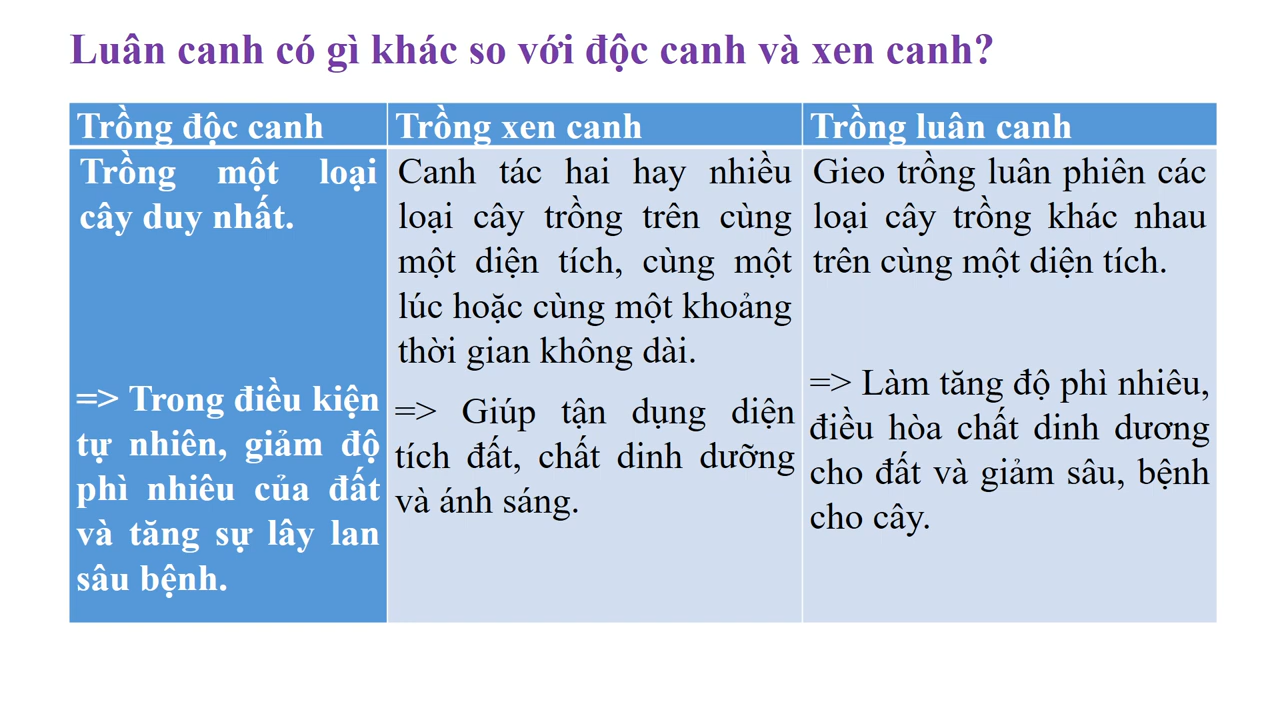 Luân canh có gì khác so với độc canh và xen canh?
Trồng độc canh
Trồng một loại
cây duy nhất.
=> Trong điều kiện
tự nhiên, giảm độ
phì nhiêu của đất
và tăng sự lây lan
sâu bệnh.
Trồng xen canh
Canh tác hai hay nhiều
loại cây trồng trên cùng
một diện tích, cùng một
lúc hoặc cùng một khoảng
thời gian không dài.
=> Giúp tận dụng diện
tích đất, chất dinh dưỡng
và ánh sáng.
Trồng luân canh
Gieo trồng luân phiên các
loại cây trồng khác nhau
trên cùng một diện tích.
=> Làm tăng độ phì nhiêu,
điều hòa chất dinh dương
cho đất và giảm sâu, bệnh
cho cây.